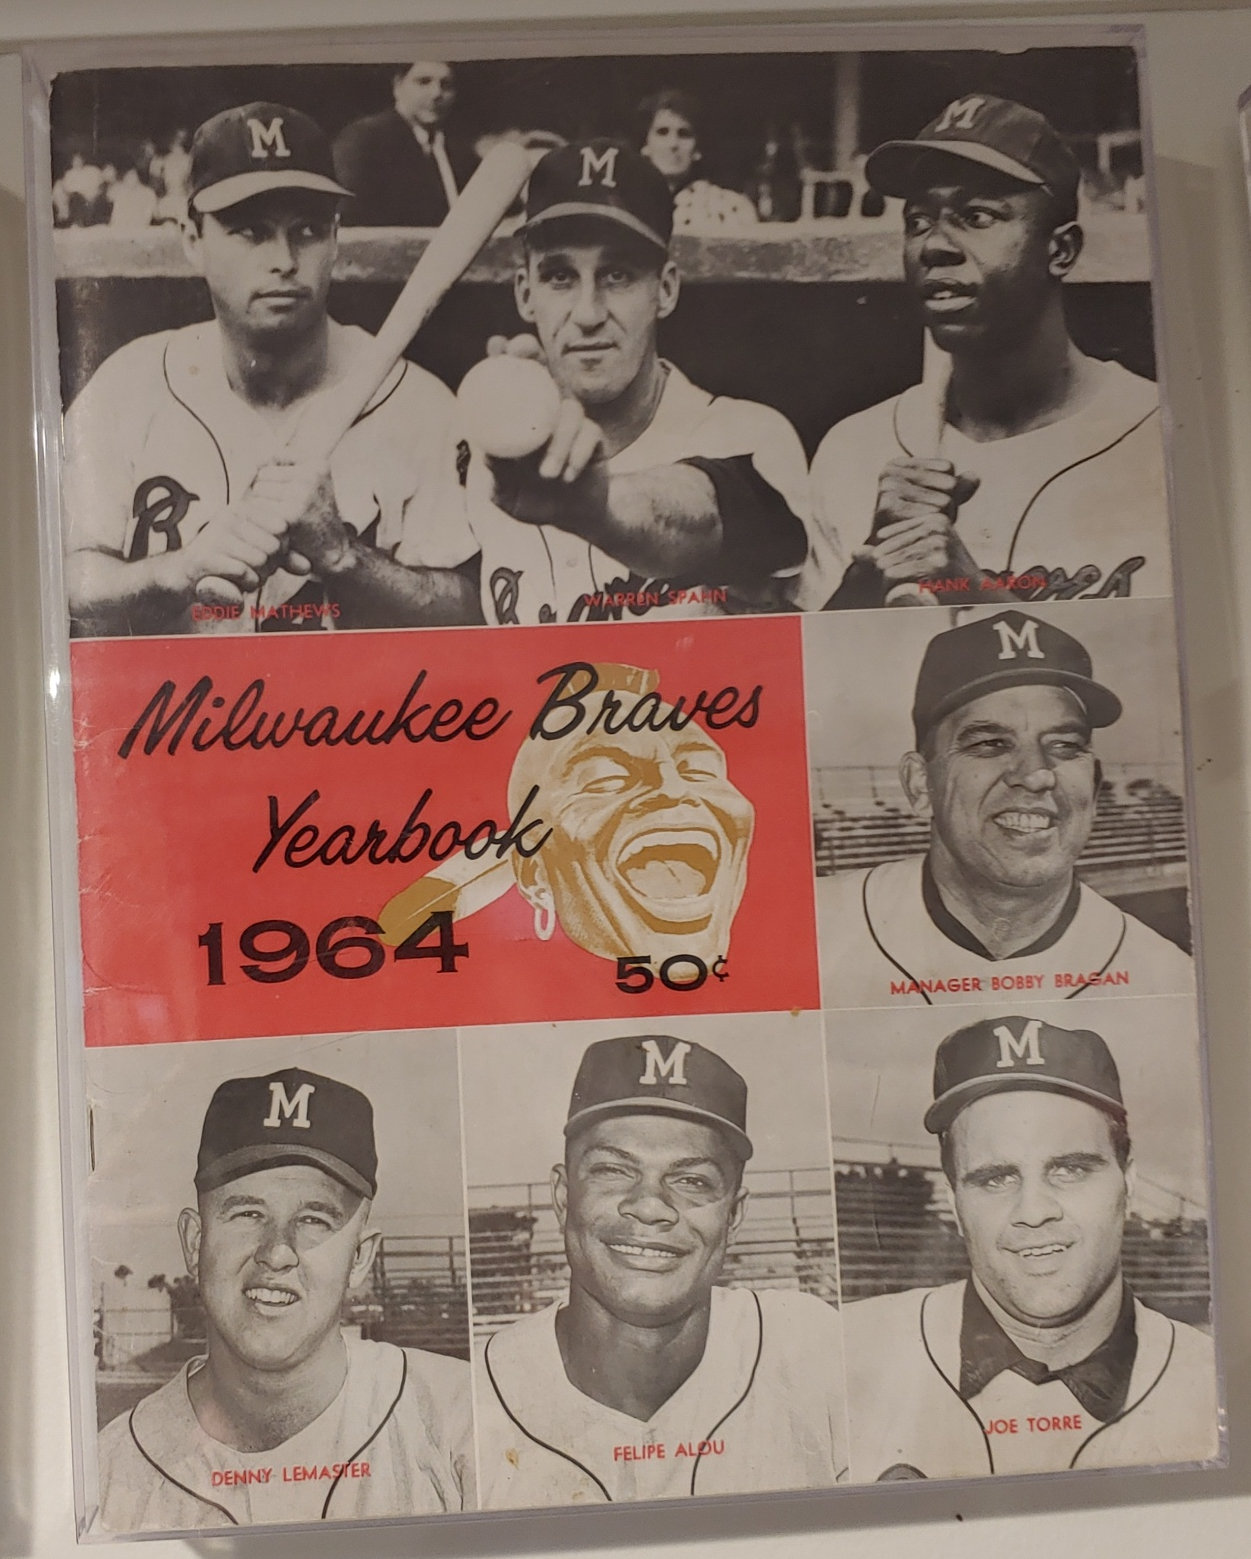 M
M
M
B
B
EDDIE MATHEWS
WARREN SPAHN
HANK AARON
Milwaukee Braves
Yearbook
1964
50¢
M
MANAGER BOBBY BRAGAN
M
M
M
DENNY LEMASTER
FELIPE ALOU
JOE TORRE